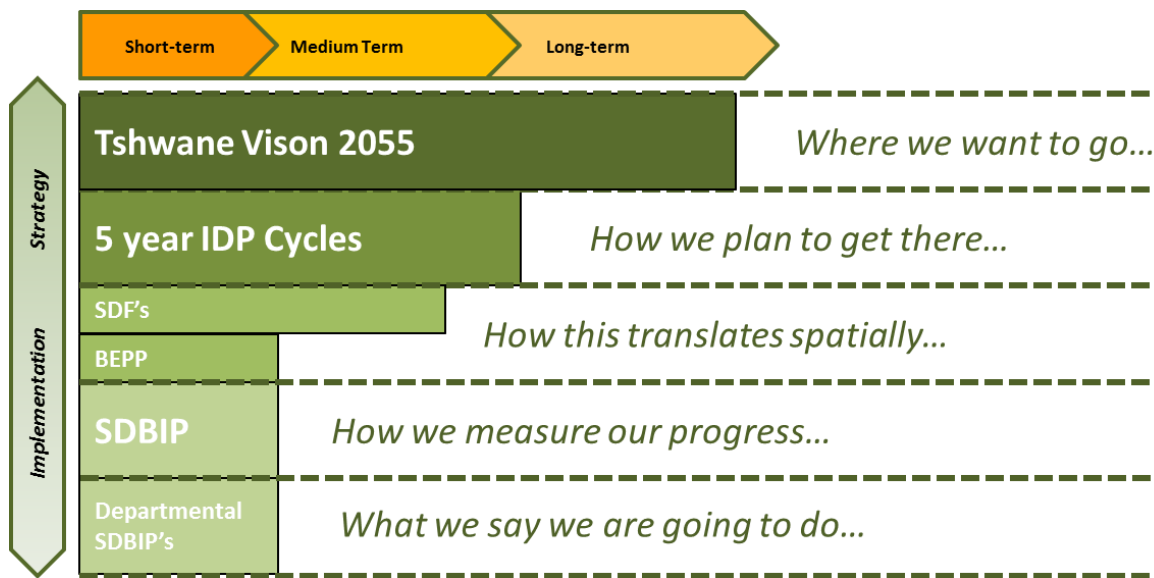 Short-term
Medium Term
Long-term
Strategy
Implementation
Tshwane Vison 2055
Where we want to go...
5 year IDP Cycles
How we plan to get there...
SDF’s
BEPP
How this translates spatially...
SDBIP
How we measure our progress...
Departmental
SDBIP’s
What we say we are going to do...